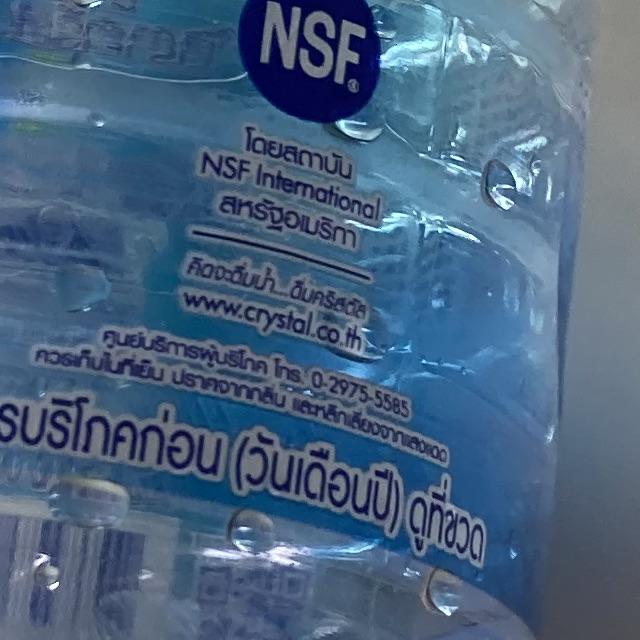 NSF
โดยสถาบัน
NSF International
สหรัฐอเมริกา
คิดจะดื่มน้ำ...ดื่มคริสตัล
www.crystal.co.th
ศูนย์บริการผู้บริโภค โทร. 0-2975-5585
ควรเก็บในที่เย็น ปราศจากกลิ่น และหลีกเลี่ยงจากแสงแดด
รบริโภคก่อน (วันเดือนปี) ดูที่ขวด